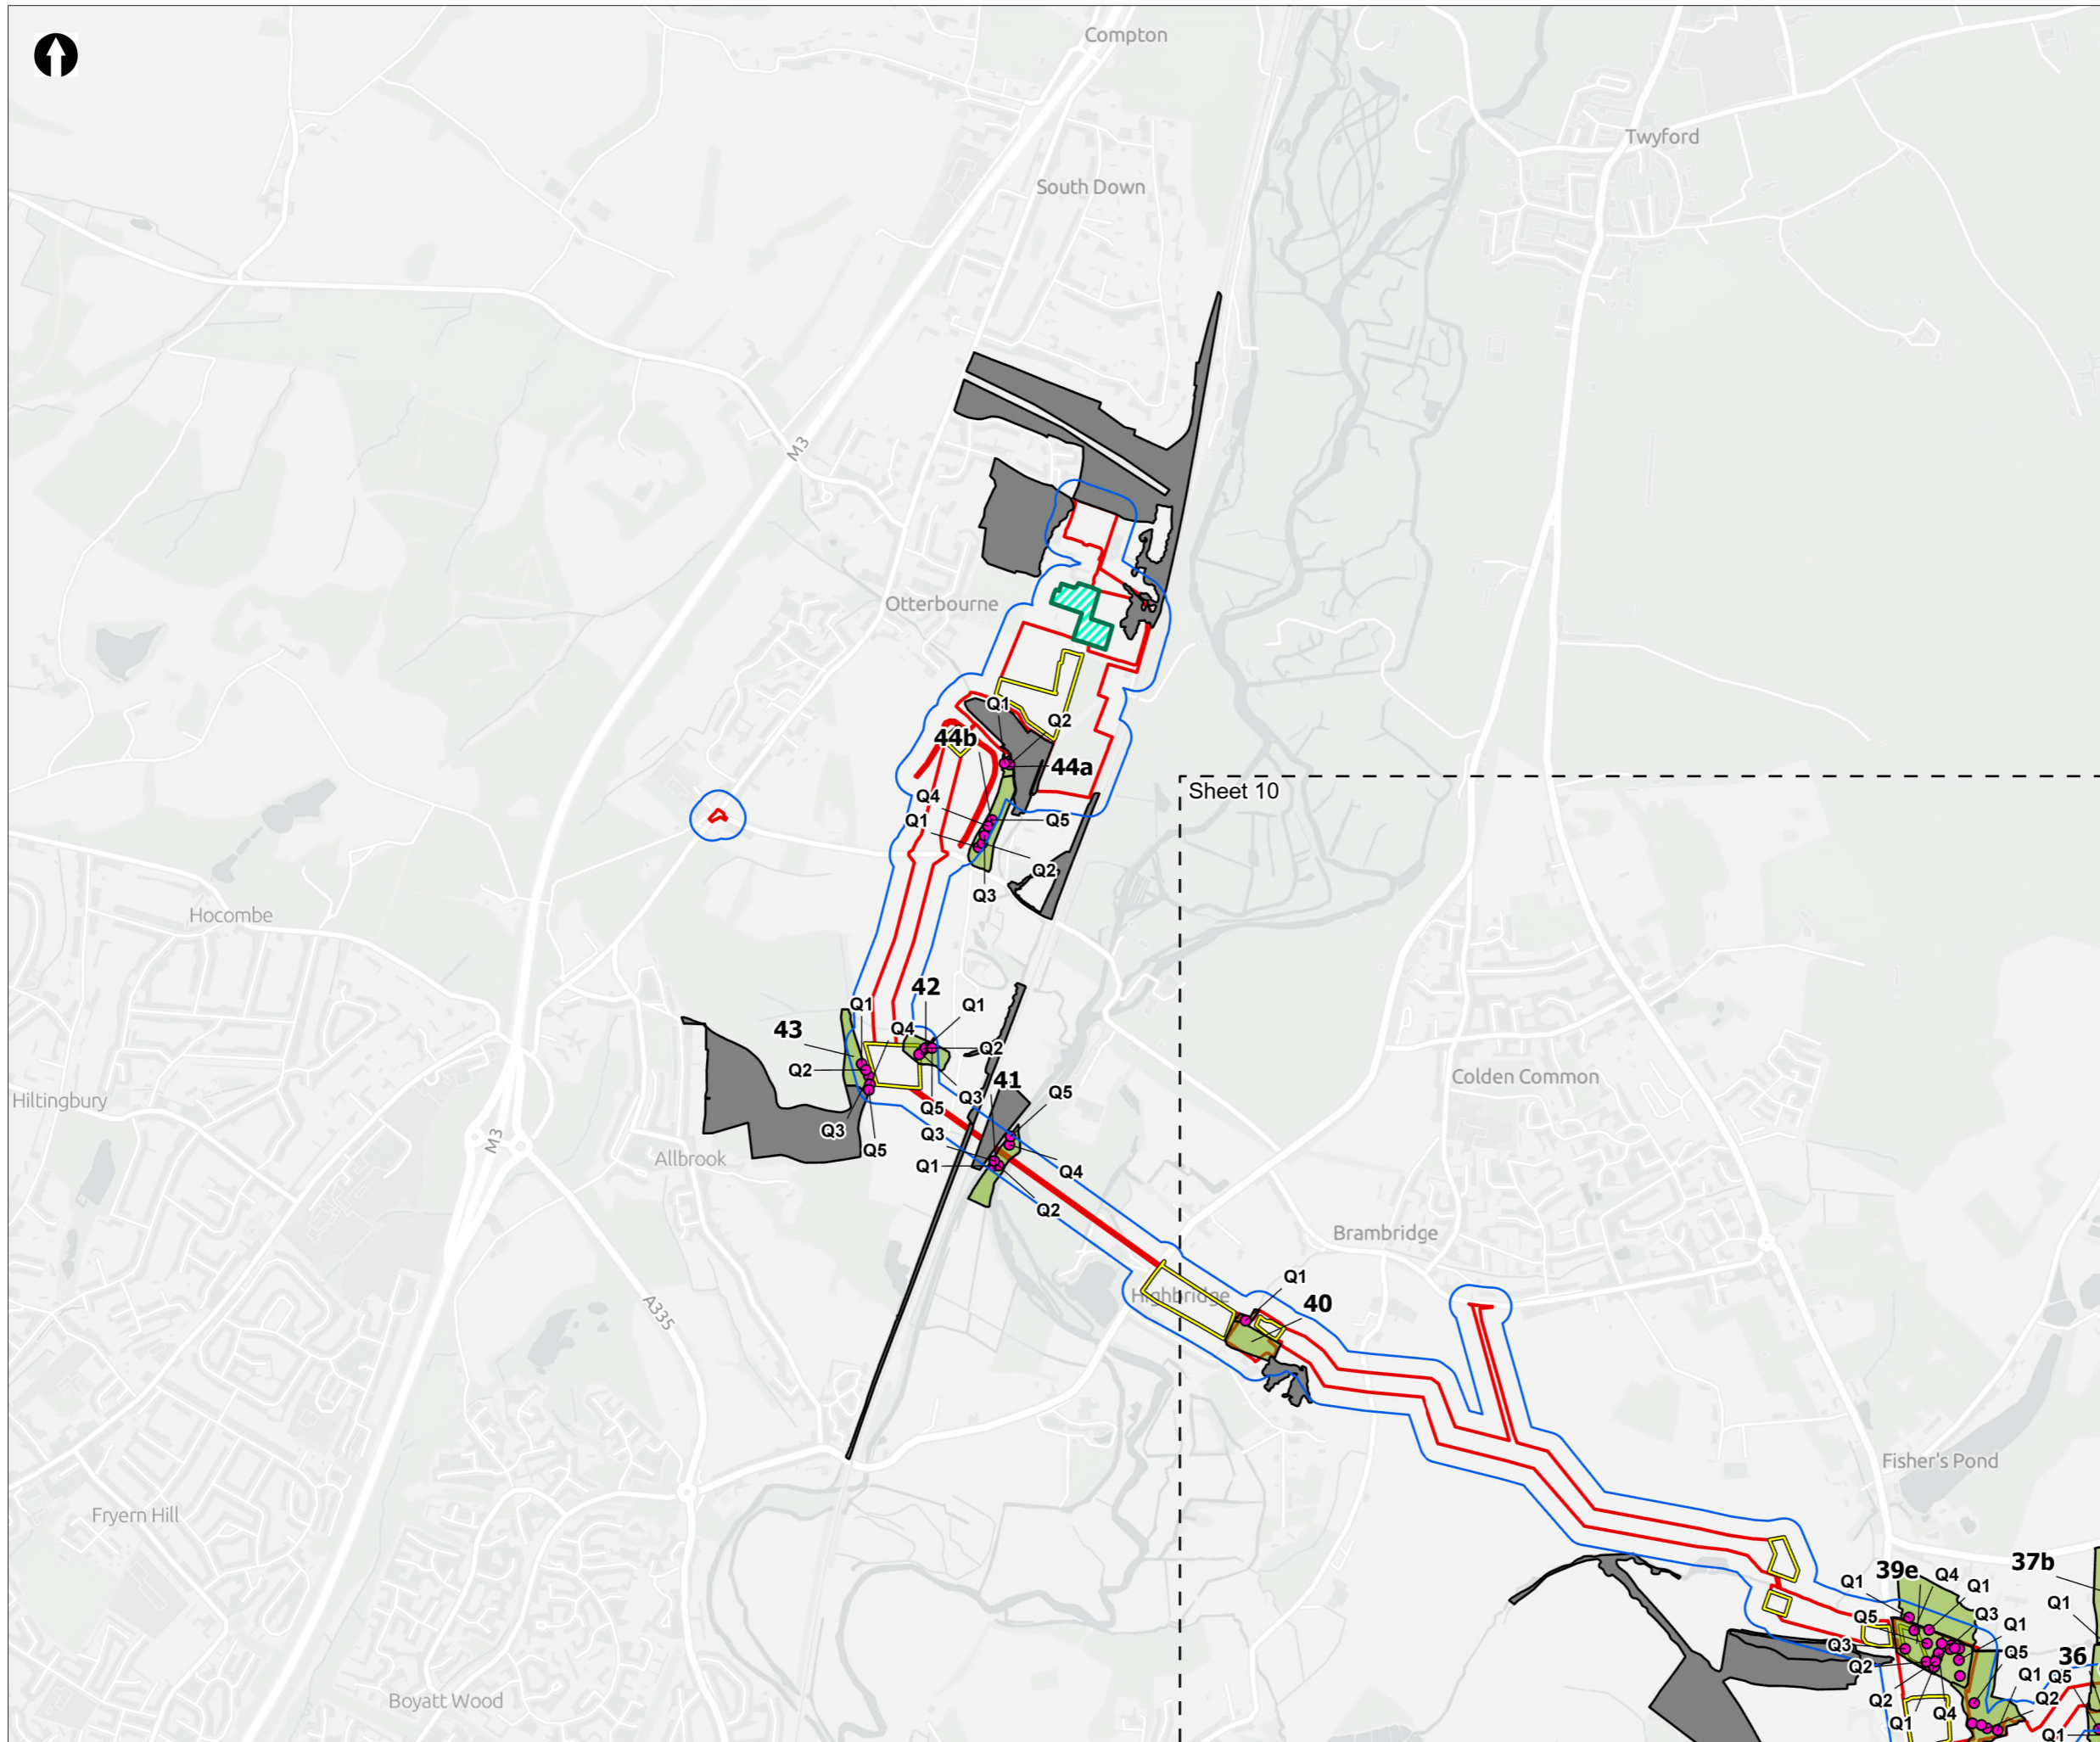 Compton
Twyford
South Down
M3
Otterbourne
Q1
Q2
44b
44a
Sheet 10
Q4
Q1
Q5
Q2
Q3
Hocombe
42
Q1
Q1
43
Q4
Q2
Q2
41
Colden Common
Hiltingbury
Q3
Q5
Q5
Q3
Q3
M3
Q5
Allbrook
Q1
Q4
Q2
Brambridge
Q1
Highbridge
40
A335
Fisher's Pond
Fryern Hill
37b
39e
Q4
Q1
Q1
Q1
Q3
Q5
Q1
Q3
Q5
36
Q2
Q1
Q5
Q2
Q2
Boyatt Wood
Q4
Q1
Q1